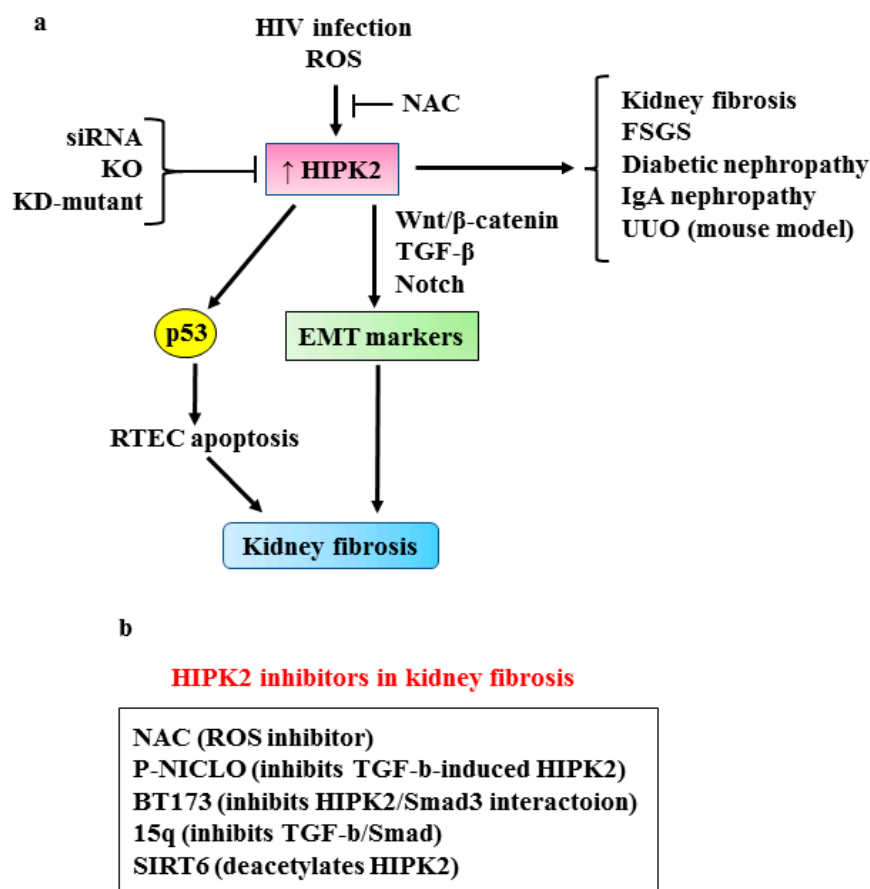 a
HIV infection
ROS
NAC
siRNA
KO
KD-mutant
↑ HIPK2
Kidney fibrosis
FSGS
Diabetic nephropathy
IgA nephropathy
UUO (mouse model)
Wnt/β-catenin
TGF-β
Notch
p53
EMT markers
RTEC apoptosis
Kidney fibrosis
b
HIPK2 inhibitors in kidney fibrosis
NAC (ROS inhibitor)
P-NICLO (inhibits TGF-b-induced HIPK2)
BT173 (inhibits HIPK2/Smad3 interactoion)
15q (inhibits TGF-b/Smad)
SIRT6 (deacetylates HIPK2)